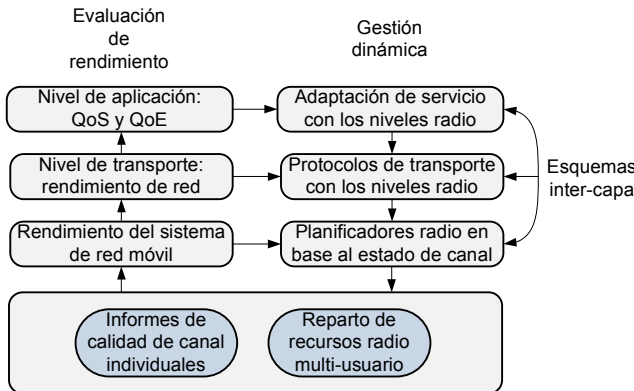 Evaluación
de
rendimiento
Gestión
dinámica
Nivel de aplicación:
QoS y QoE
Adaptación de servicio
con los niveles radio
Nivel de transporte:
rendimiento de red
Protocolos de transporte
con los niveles radio
Esquemas
inter-capa
Rendimiento del sistema
de red móvil
Planificadores radio en
base al estado de canal
Informes de
calidad de canal
individuales
Reparto de
recursos radio
multi-usuario